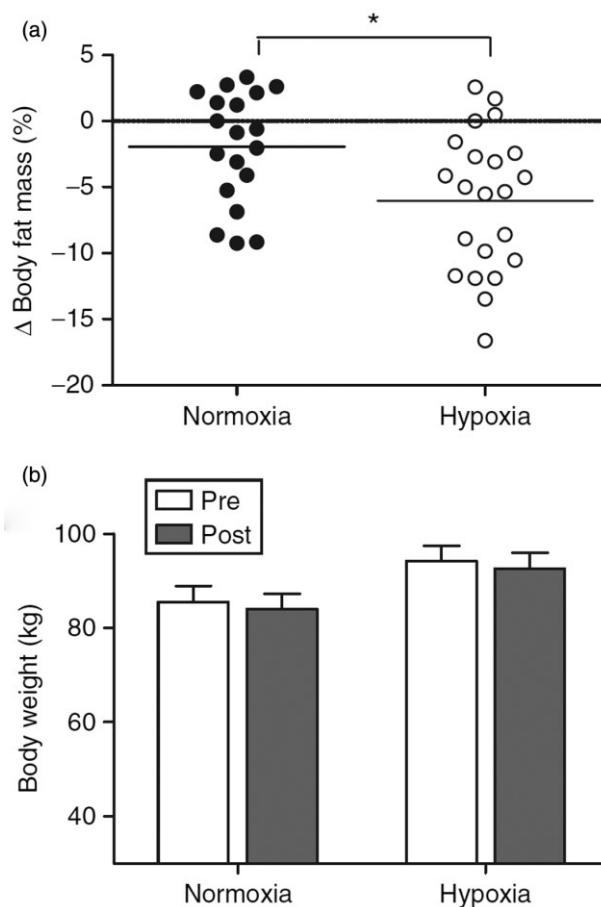 (a)
*
Δ Body fat mass (%)
5
0
−5
−10
−15
−20
Normoxia Hypoxia
(b)
Pre
Post
Body weight (kg)
100
80
60
40
Normoxia Hypoxia